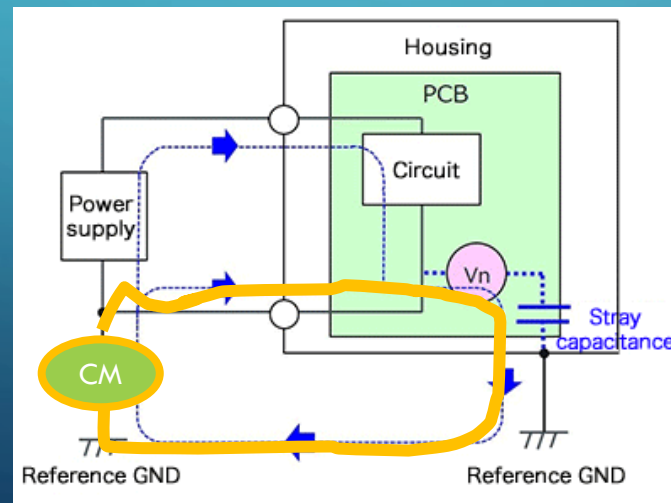 Housing
PCB
Circuit
Power
supply
Vn
Stray
capacitance
CM
Reference GND
Reference GND